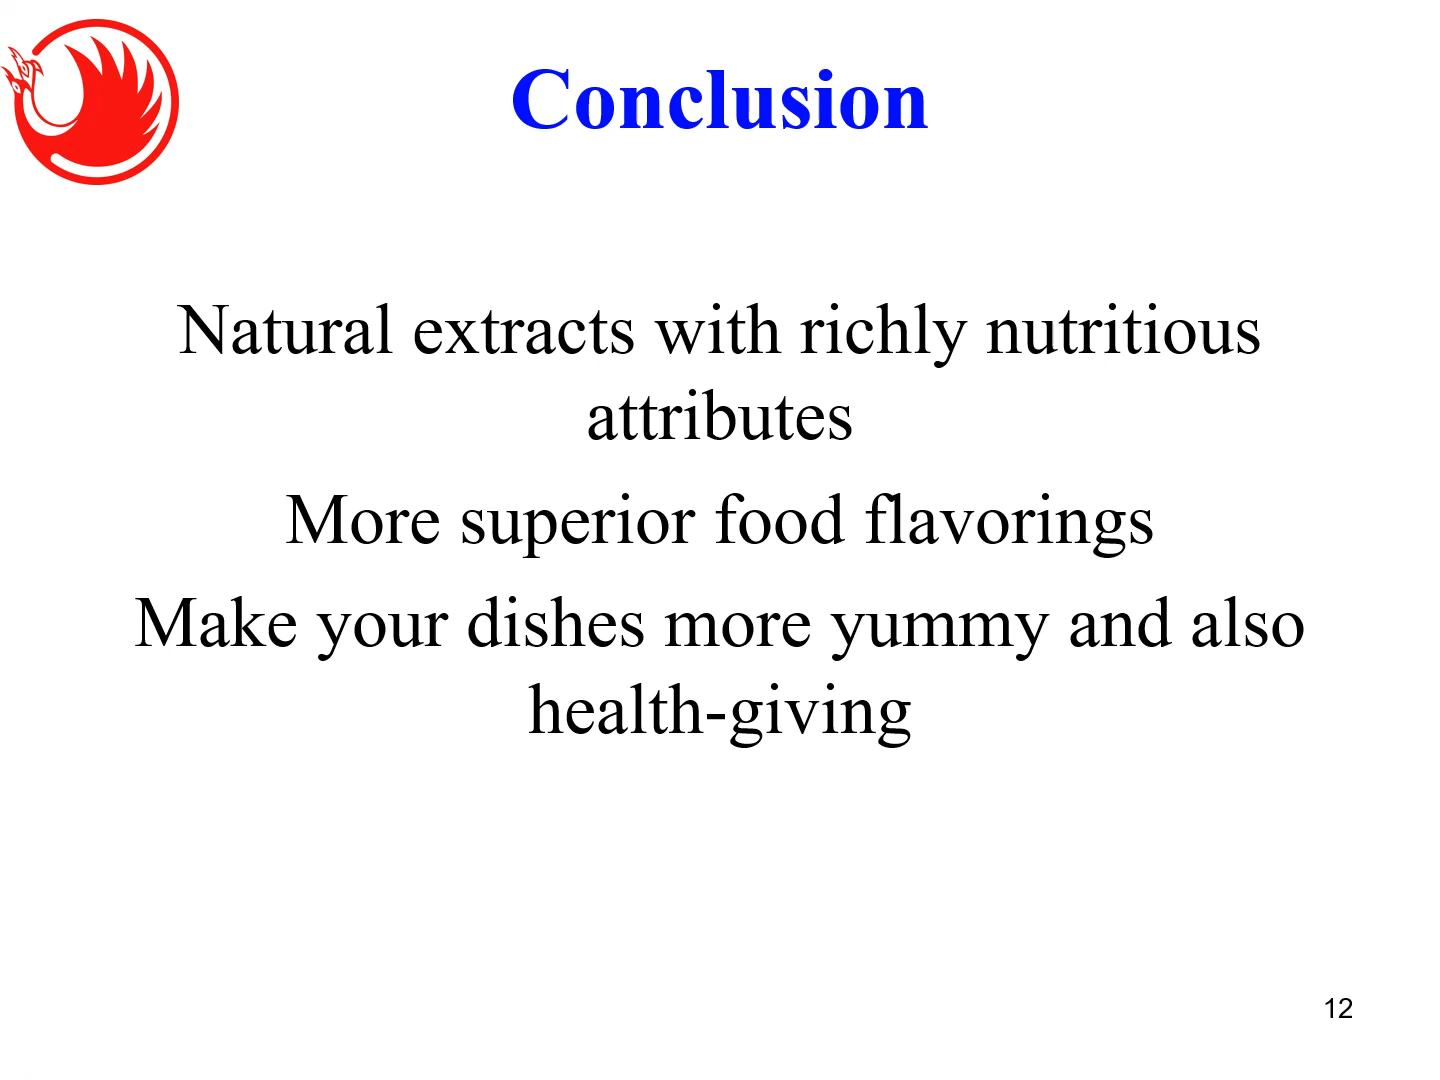 Conclusion
Natural extracts with richly nutritious
attributes
More superior food flavorings
Make your dishes more yummy and also
health-giving
12